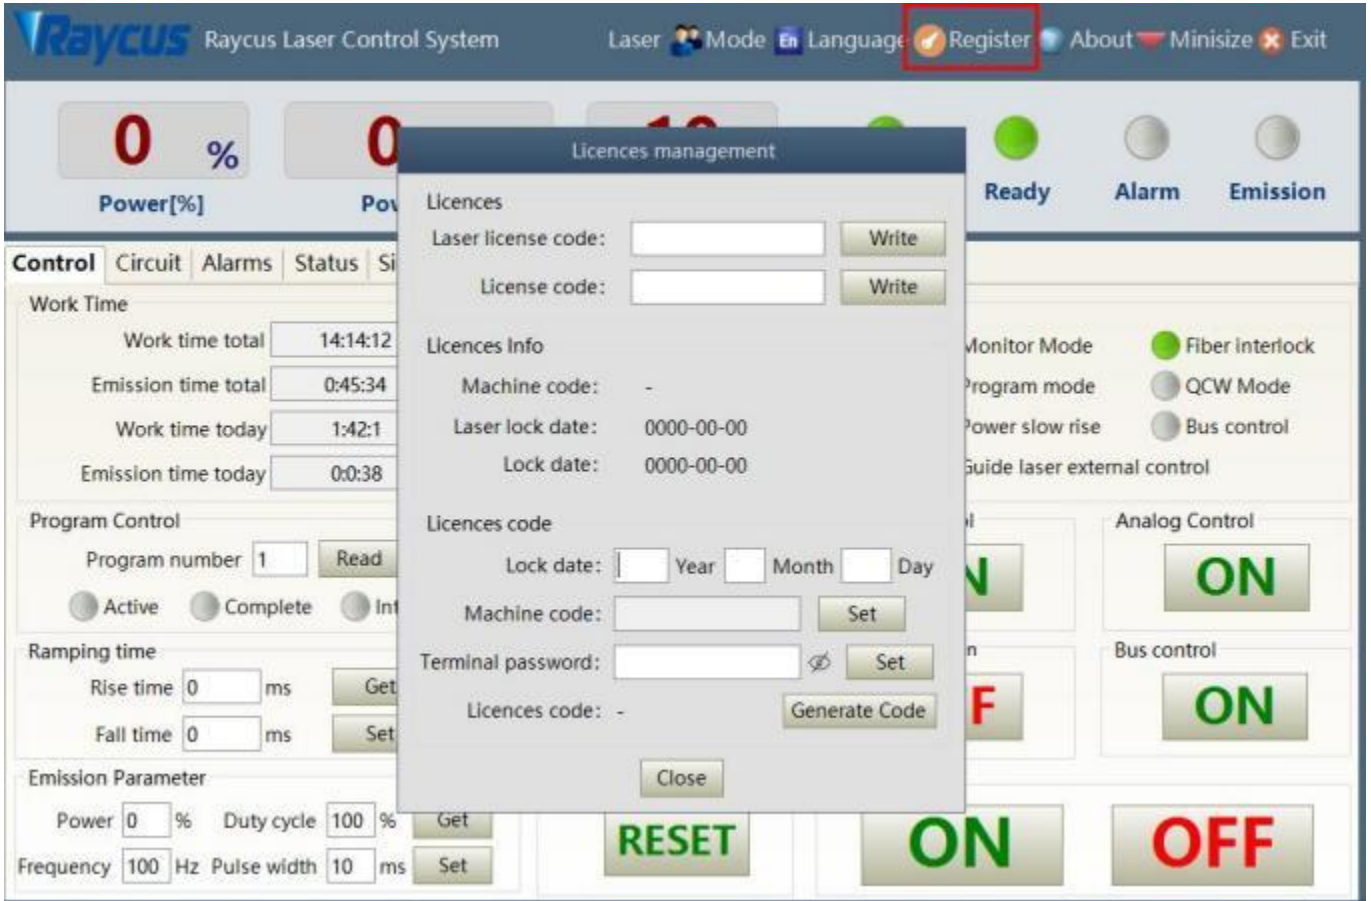 Raycus Raycus Laser Control System Laser Mode En Language Register About Minisize Exit
0 %
0
Power[%]
Ready Alarm Emission
Control Circuit Alarms Status
Work Time
Work time total 14:14:12
Emission time total 0:45:34
Work time today 1:42:1
Emission time today 0:0:38
Program Control
Program number 1 Read
Active Complete
Ramping time
Rise time 0 ms Get
Fall time 0 ms Set
Emission Parameter
Power 0 % Duty cycle 100 % Get
Frequency 100 Hz Pulse width 10 ms Set
Licences management
Licences
Laser license code: Write
License code: Write
Licences Info
Machine code: -
Laser lock date: 0000-00-00
Lock date: 0000-00-00
Licences code
Lock date: Year Month Day
Machine code: Set
Terminal password: Set
Licences code: - Generate Code
Close
Monitor Mode Fiber interlock
Program mode QCW Mode
Power slow rise Bus control
Guide laser external control
Analog Control
ON
Bus control
ON
RESET
ON OFF